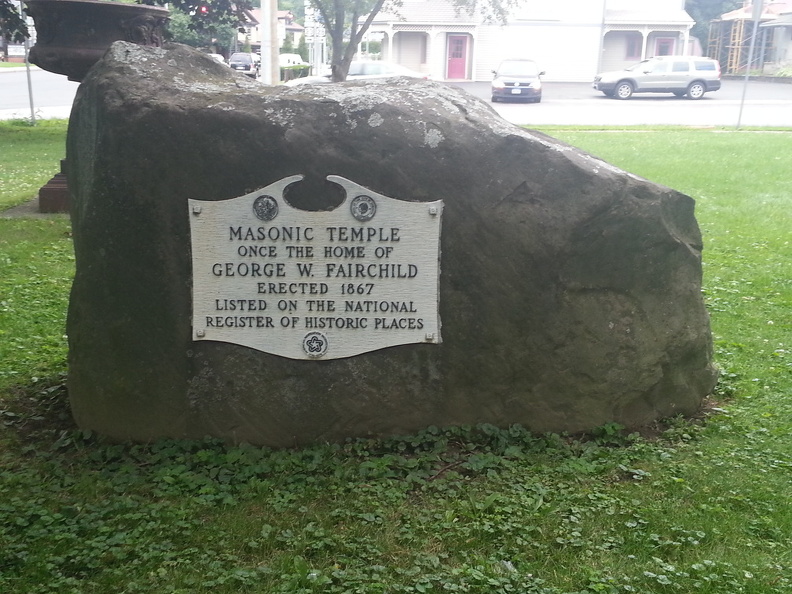 MASONIC TEMPLE
ONCE THE HOME OF
GEORGE W. FAIRCHILD
ERECTED 1867
LISTED ON THE NATIONAL
REGISTER OF HISTORIC PLACES